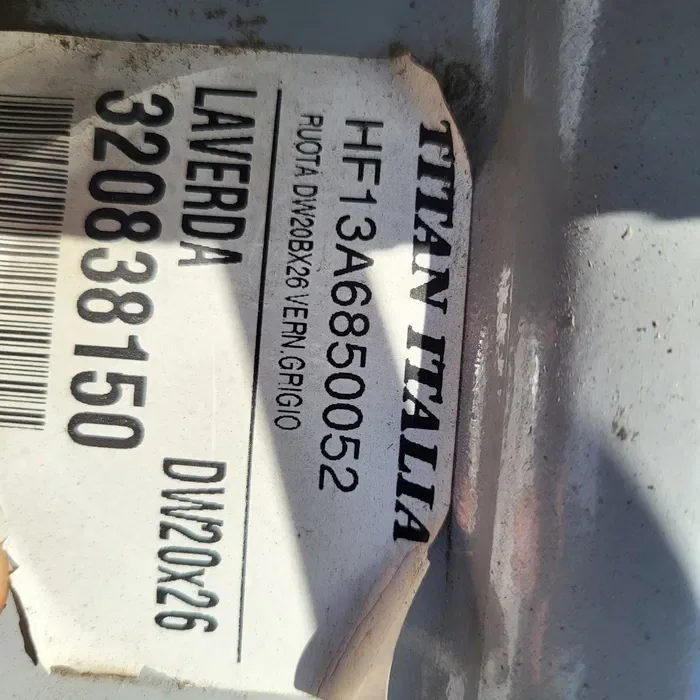 TITAN ITALIA
HF13A6850052
RUOTA DW20BX26 VERN.GRIGIO
LAVERDA
DW20x26
320838150